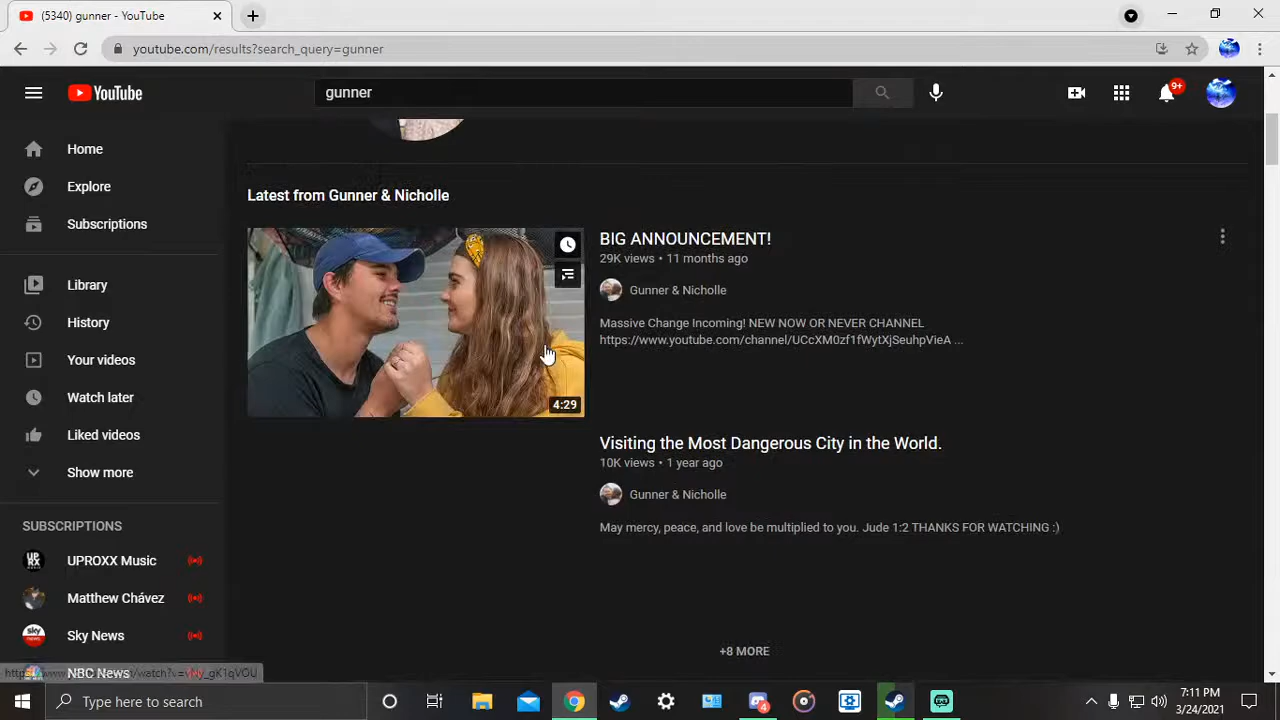 (5340) gunner - YouTube
youtube.com/results?search_query=gunner
YouTube
gunner
9+
Home
Explore
Subscriptions
Library
History
Your videos
Watch later
Liked videos
Show more
SUBSCRIPTIONS
UPROXX Music
Matthew Chávez
Sky News
NBC News
Latest from Gunner & Nicholle
4:29
BIG ANNOUNCEMENT!
29K views • 11 months ago
Gunner & Nicholle
Massive Change Incoming! NEW NOW OR NEVER CHANNEL
https://www.youtube.com/channel/UCcXM0zf1fWytXjSeuhpVieA ...
Visiting the Most Dangerous City in the World.
10K views • 1 year ago
Gunner & Nicholle
May mercy, peace, and love be multiplied to you. Jude 1:2 THANKS FOR WATCHING :)
+8 MORE
Type here to search
4
7:11 PM
3/24/2021